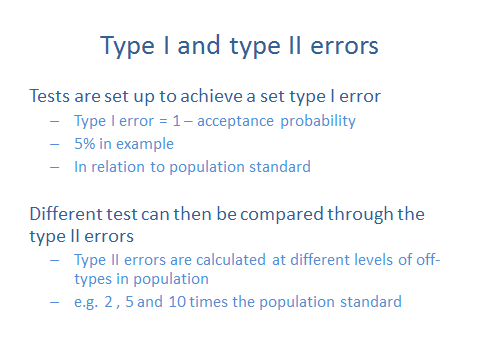 Type I and type II errors
Tests are set up to achieve a set type I error
– Type I error = 1 – acceptance probability
– 5% in example
– In relation to population standard
Different test can then be compared through the
type II errors
– Type II errors are calculated at different levels of off-
types in population
– e.g. 2 , 5 and 10 times the population standard